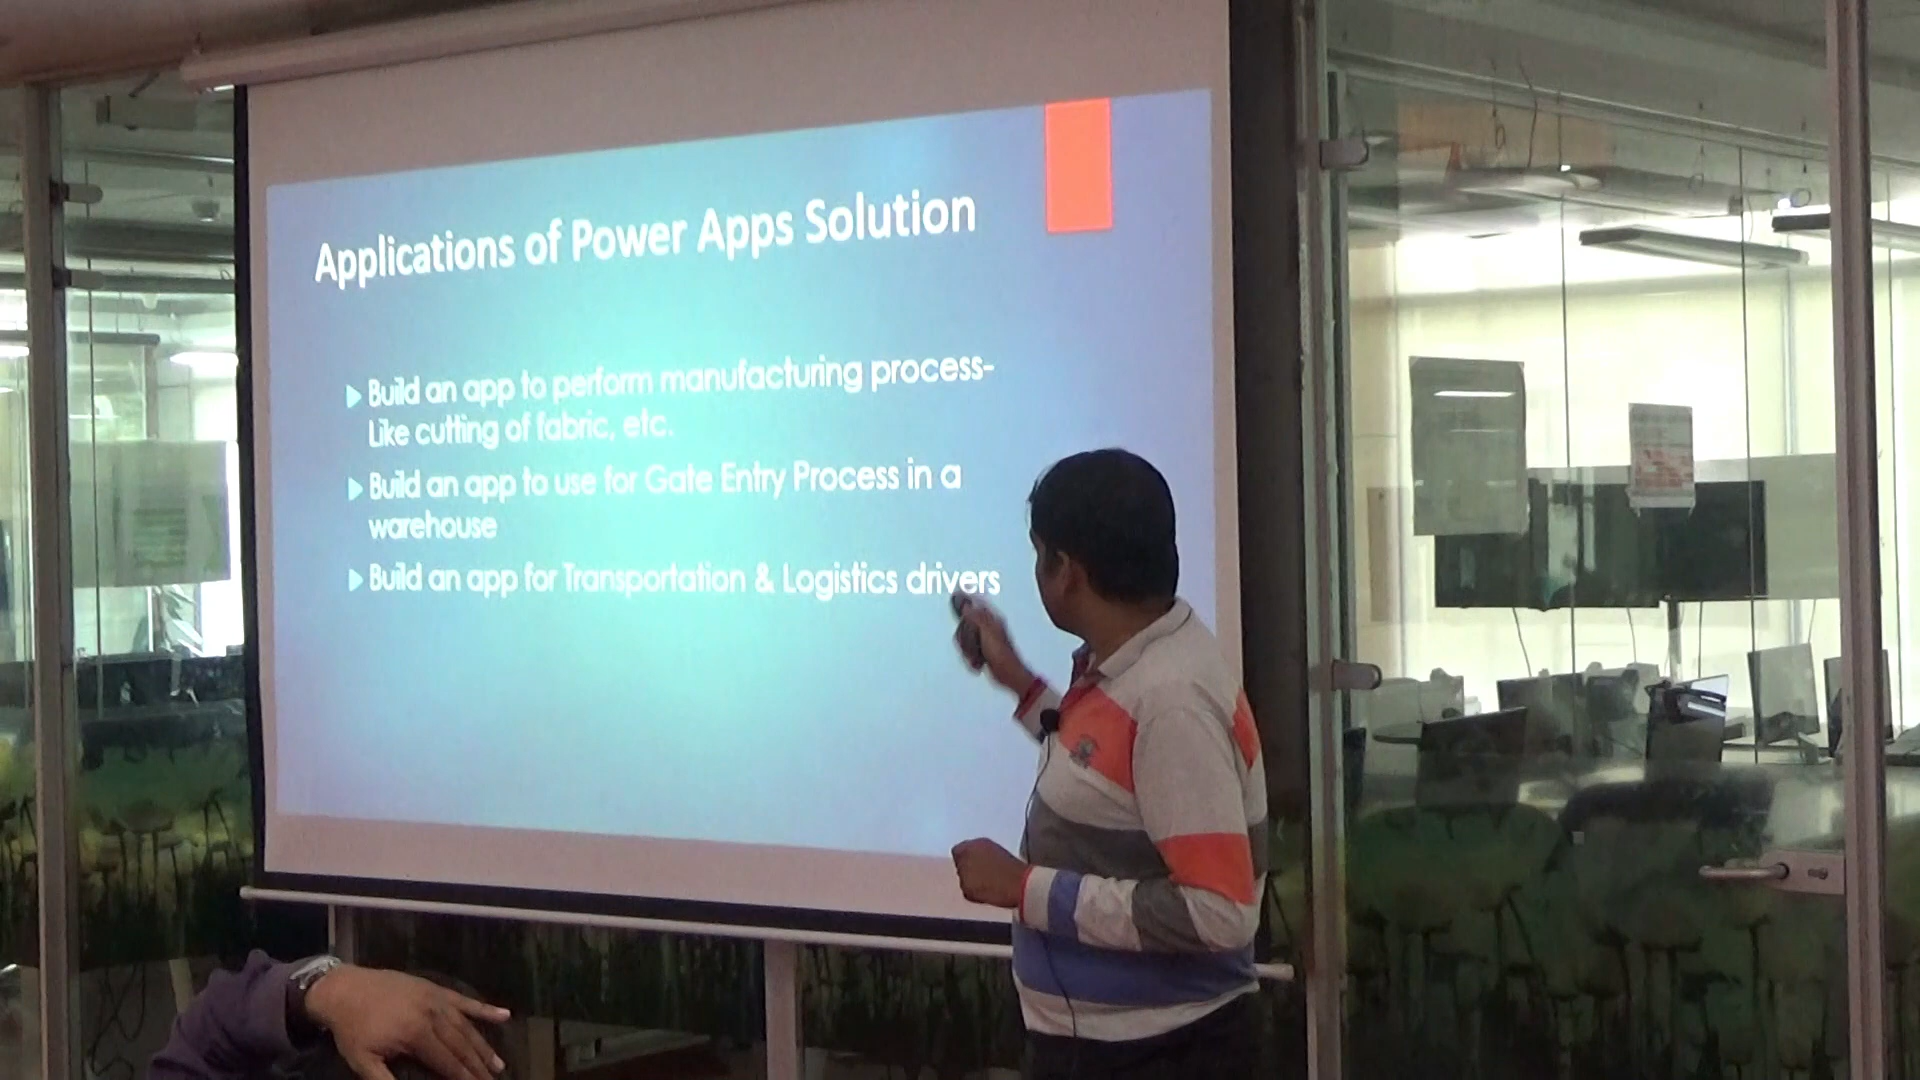 Applications of Power Apps Solution
Build an app to perform manufacturing process-
Like cutting of fabric, etc.
Build an app to use for Gate Entry Process in a
warehouse
Build an app for Transportation & Logistics drivers